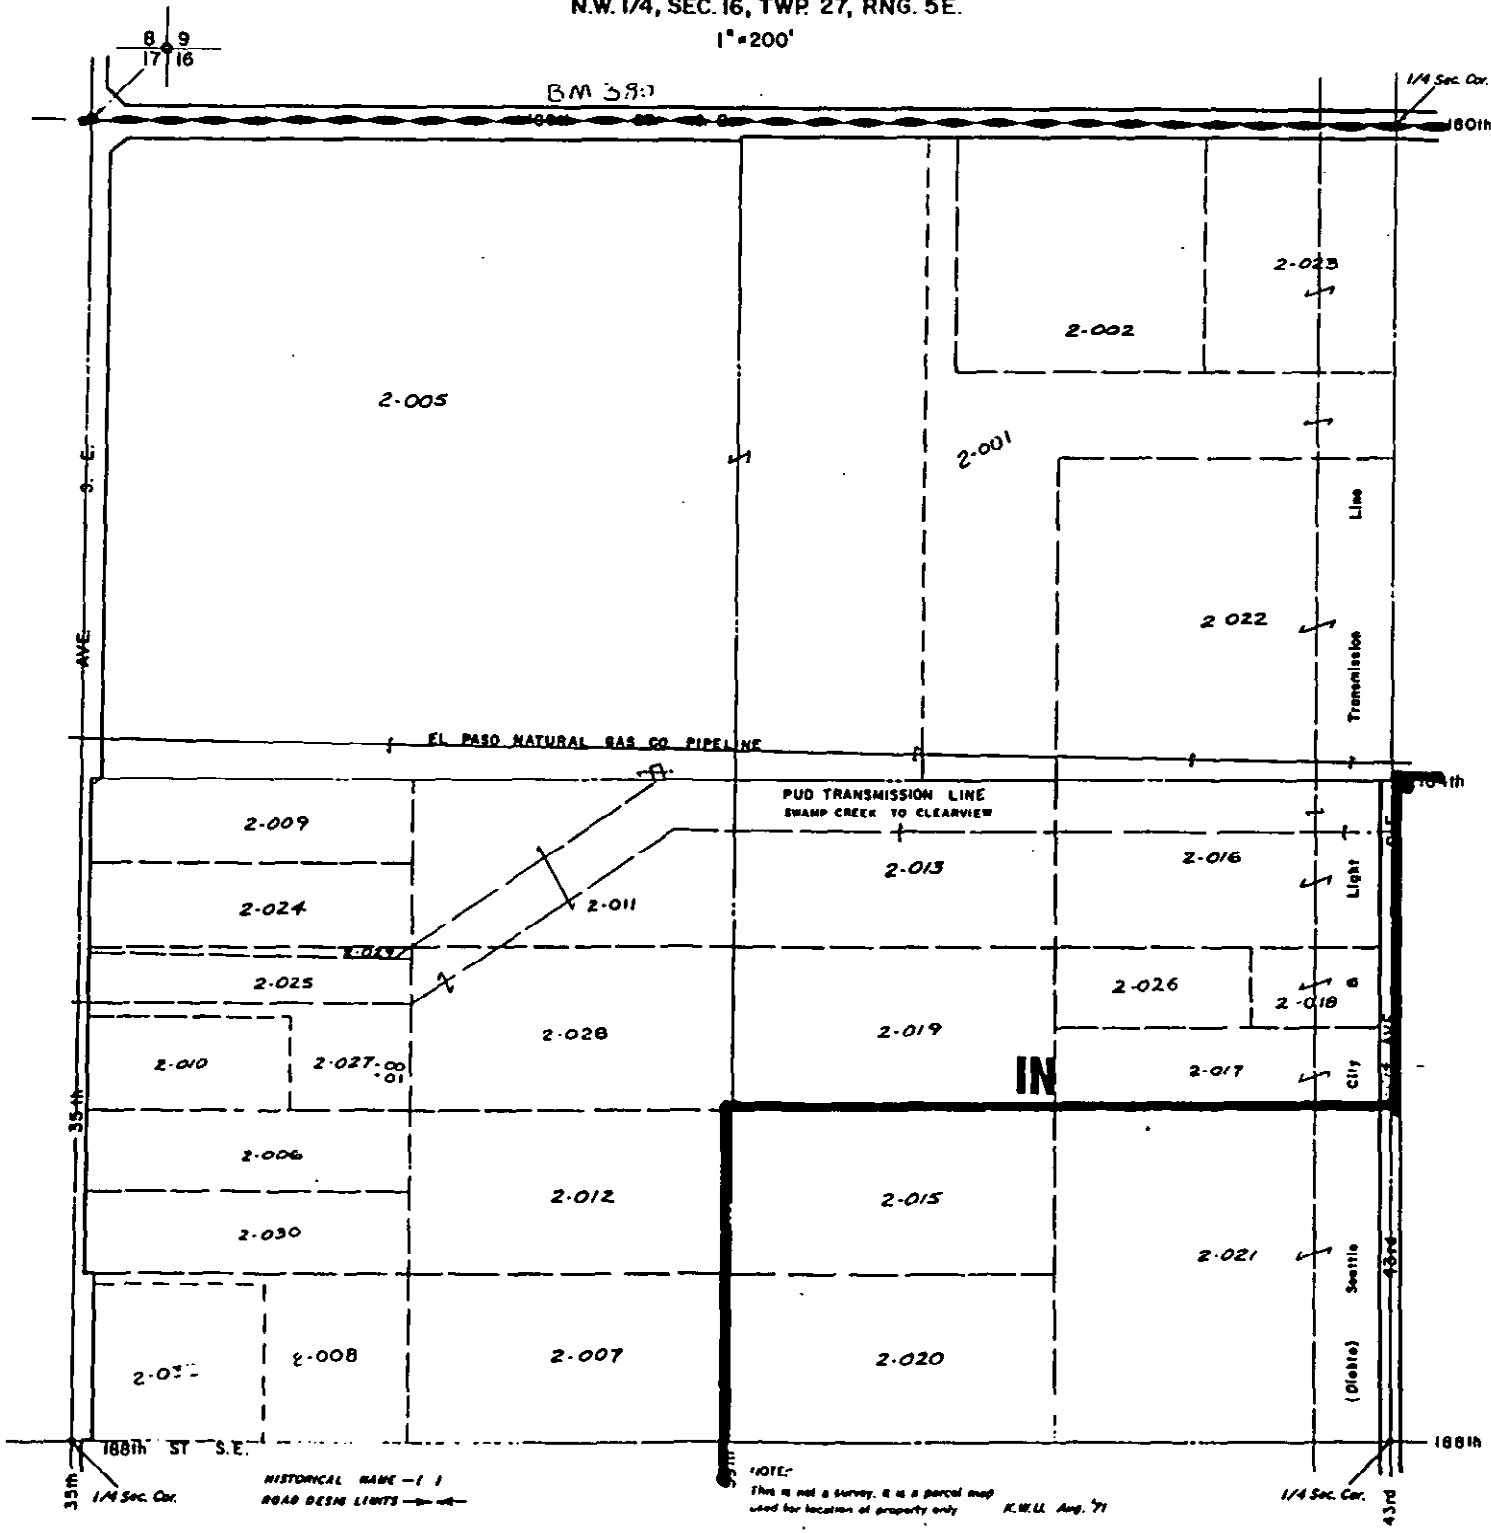 N.W. 1/4, SEC. 16, TWP. 27, RNG. 5E.
1"=200'
8 9
17 16
BM
1/4 Sec. Cor.
180th
2-023
2-002
2-005
2-001
S. E.
Line
2 022
AVE.
Transmission
EL PASO NATURAL GAS CO PIPELINE
PUD TRANSMISSION LINE
SWAMP CREEK TO CLEARVIEW
2-009
2-013
2-016
Light
2-024
2-011
2-025
2-026
2-018
8
2-028
2-019
2-010
2-027-00
-01
IN
2-017
City
AVE
35th
2-006
2-012
2-015
2-030
2-021
Seattle
43rd
2-008
2-007
2-020
(Diablo)
188th ST S.E.
188th
35th
1/4 Sec. Cor.
HISTORICAL NAME -( )
ROAD DESIG LIMITS
NOTE:-
This is not a survey. It is a parcel map
used for location of property only
K.W.U. Aug. '71
1/4 Sec. Cor.
43rd